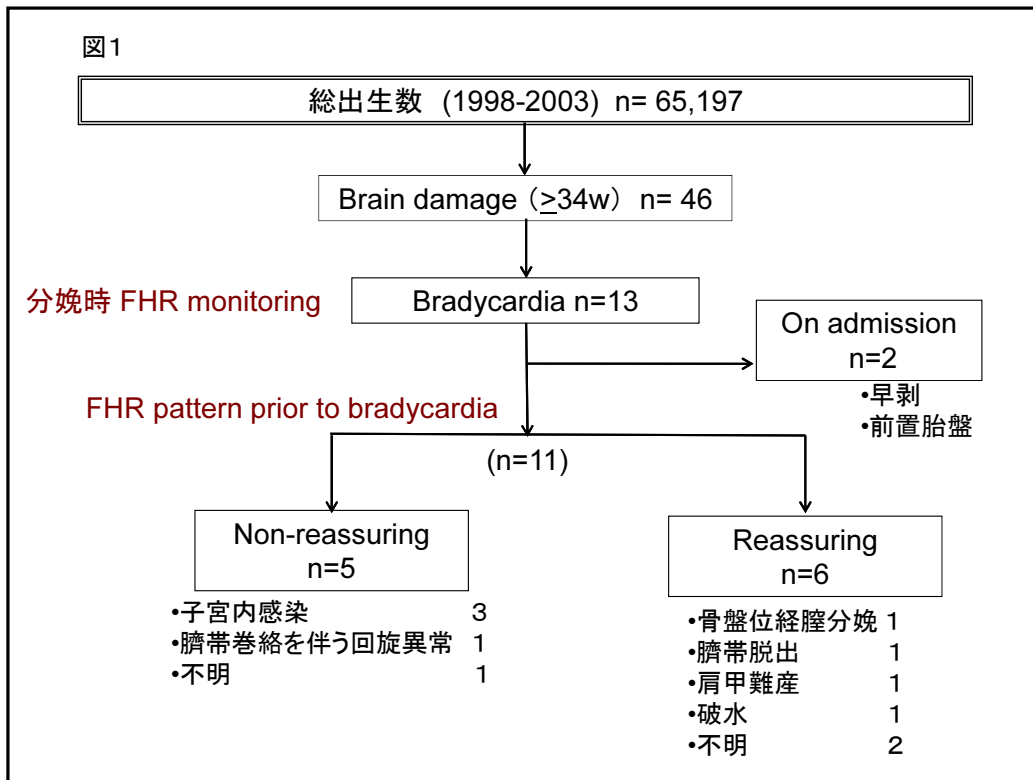 図1
総出生数 (1998-2003) n= 65,197
Brain damage (≥34w) n= 46
分娩時 FHR monitoring
Bradycardia n=13
On admission
n=2
•早剥
•前置胎盤
FHR pattern prior to bradycardia
(n=11)
Non-reassuring
n=5
•子宮内感染 3
•臍帯巻絡を伴う回旋異常 1
•不明 1
Reassuring
n=6
•骨盤位経膣分娩 1
•臍帯脱出 1
•肩甲難産 1
•破水 1
•不明 2